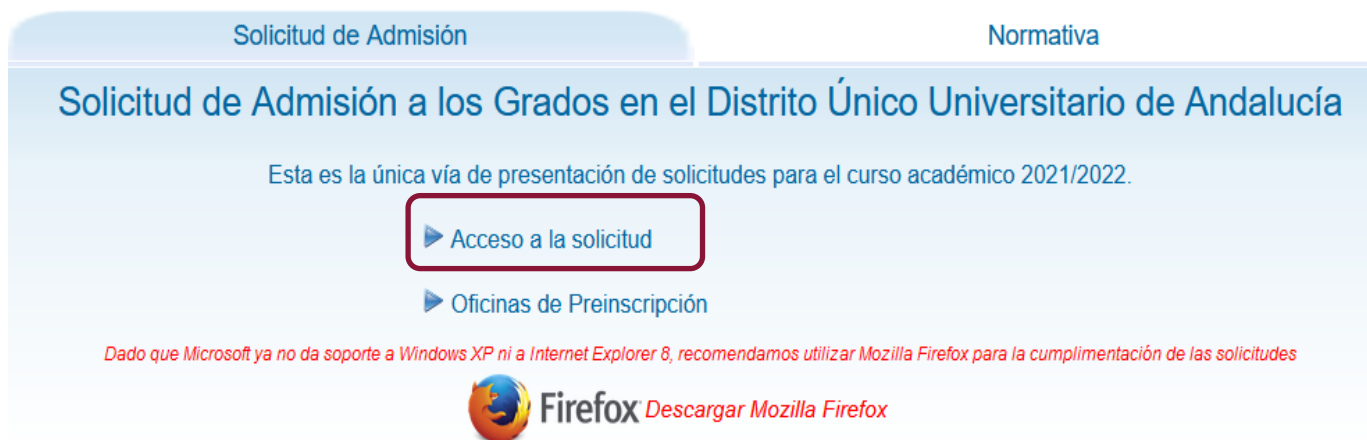 Solicitud de Admisión
Normativa
Solicitud de Admisión a los Grados en el Distrito Único Universitario de Andalucía
Esta es la única vía de presentación de solicitudes para el curso académico 2021/2022.
Acceso a la solicitud
Oficinas de Preinscripción
Dado que Microsoft ya no da soporte a Windows XP ni a Internet Explorer 8, recomendamos utilizar Mozilla Firefox para la cumplimentación de las solicitudes
Firefox Descargar Mozilla Firefox